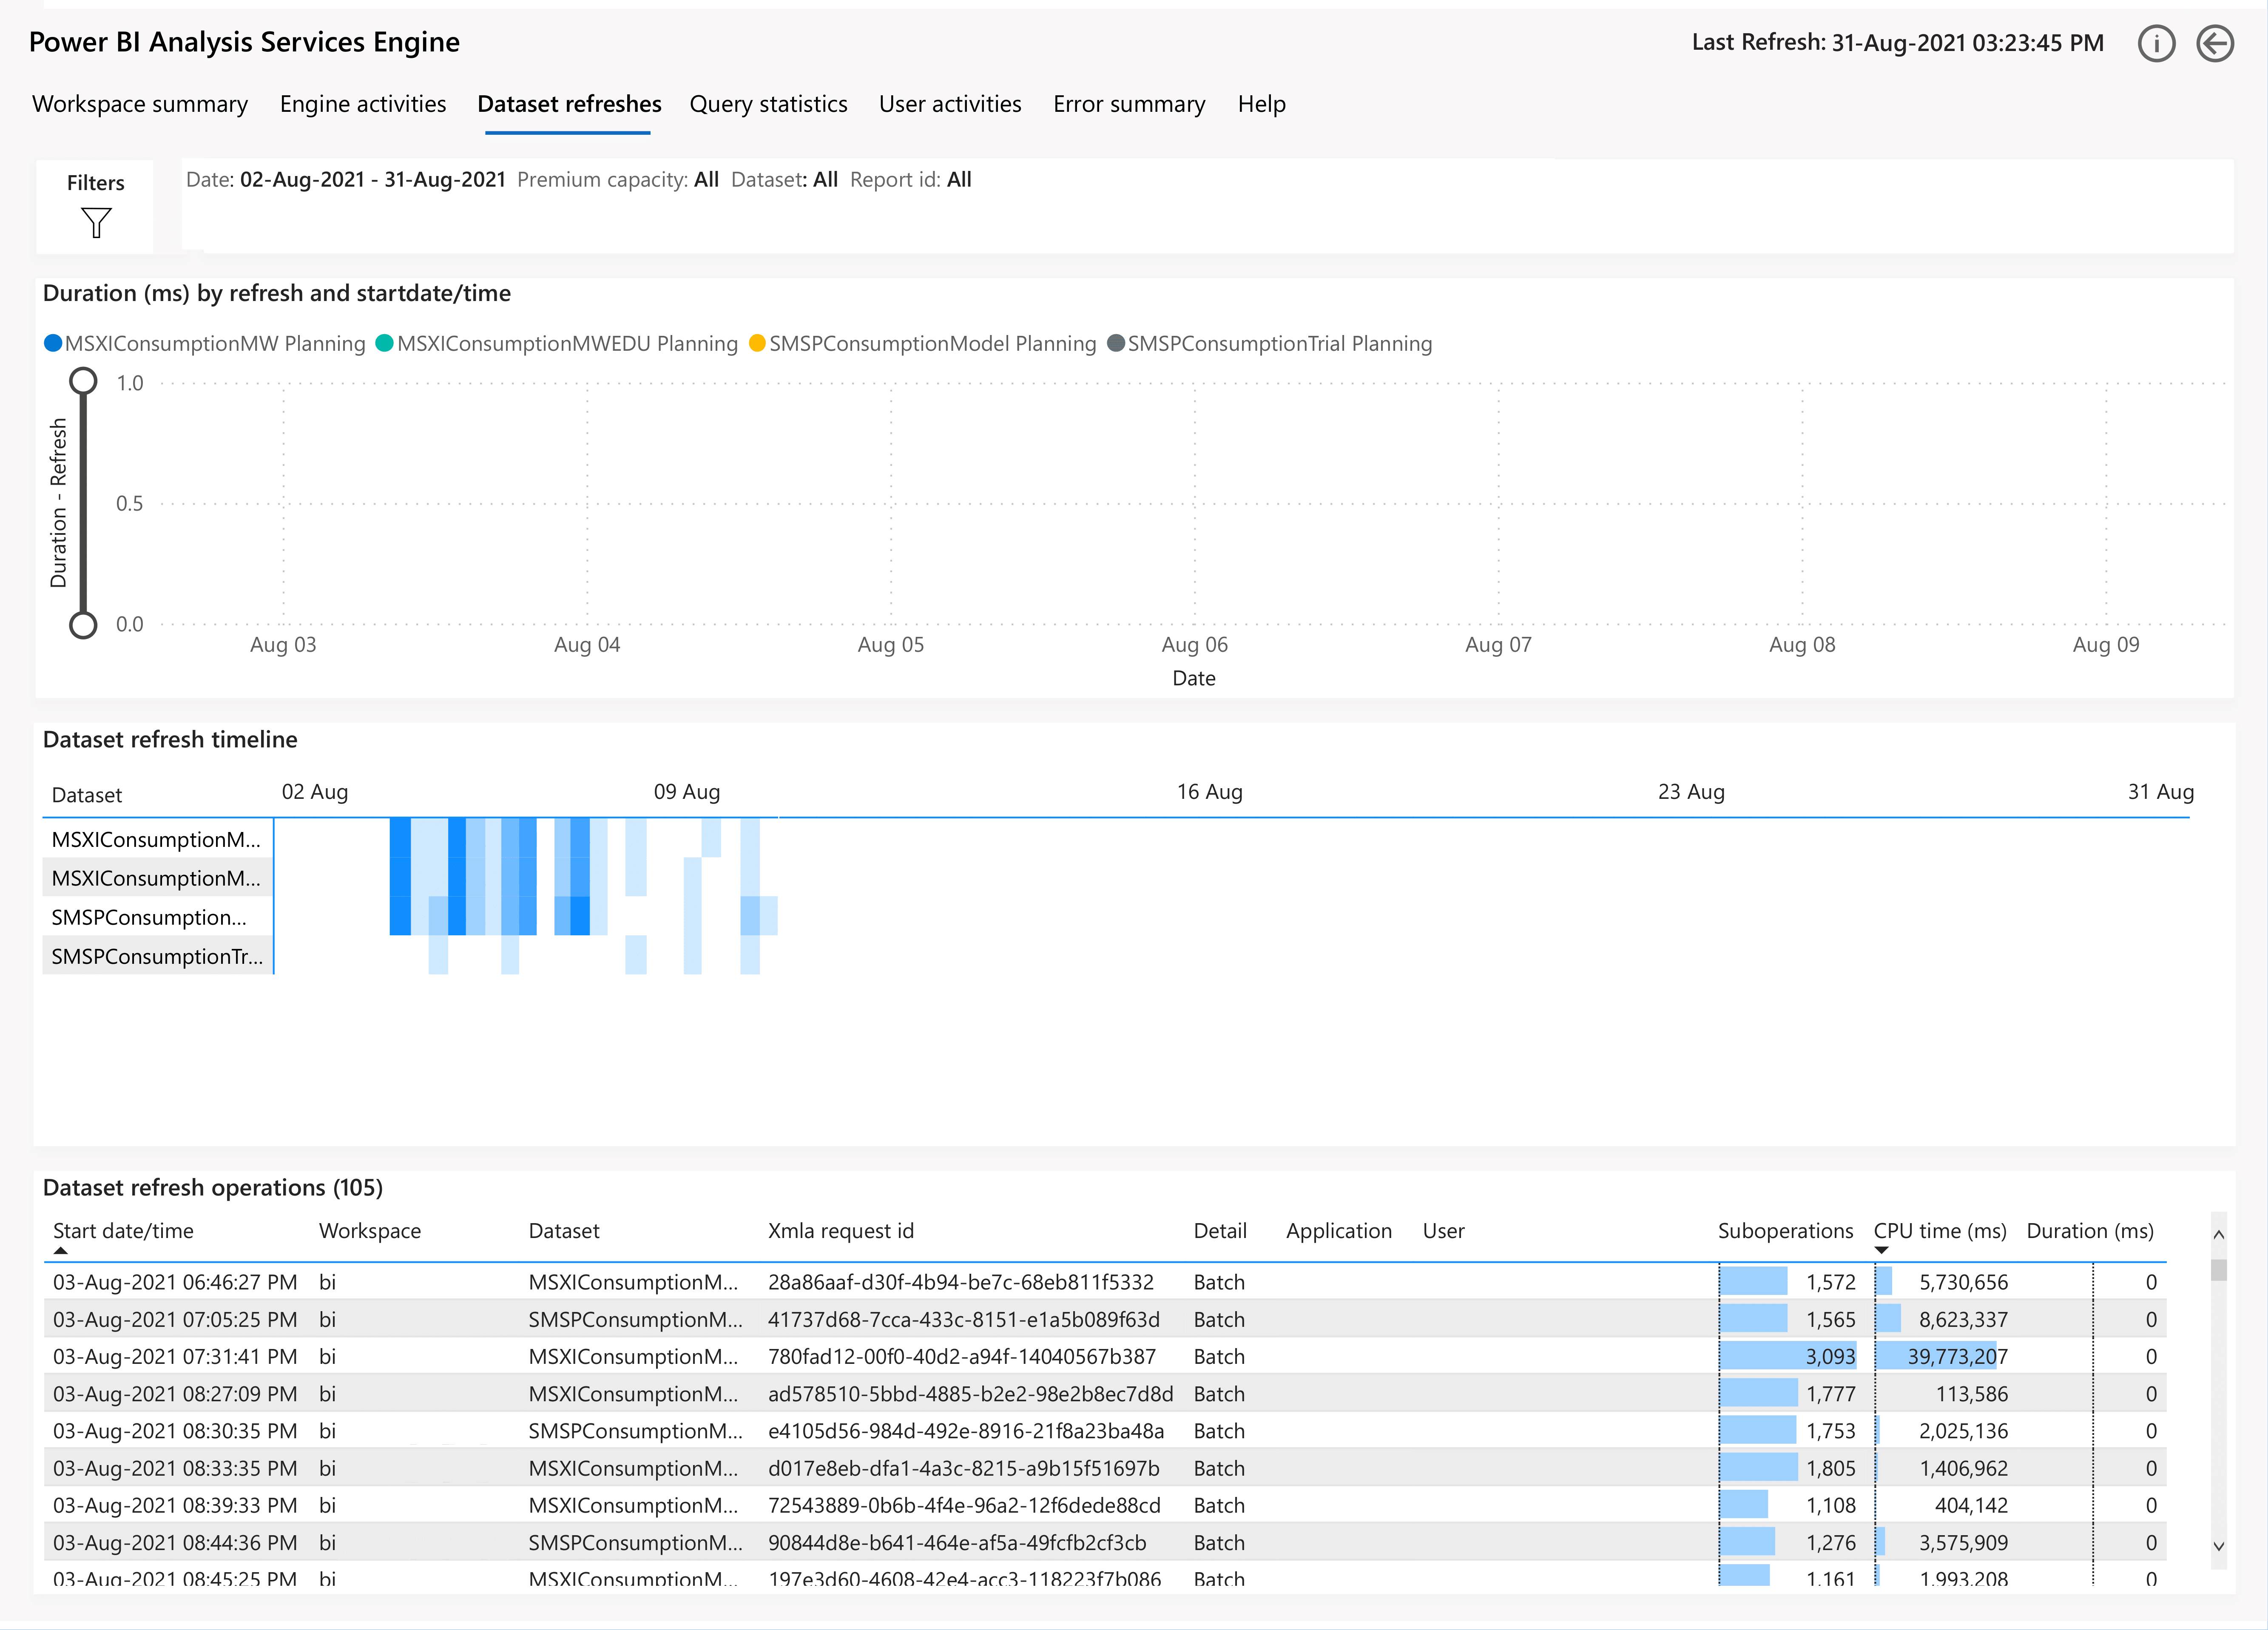 Power BI Analysis Services Engine
Last Refresh: 31-Aug-2021 03:23:45 PM
Workspace summary Engine activities Dataset refreshes Query statistics User activities Error summary Help
Filters
Date: 02-Aug-2021 - 31-Aug-2021 Premium capacity: All Dataset: All Report id: All
Duration (ms) by refresh and startdate/time
MSXIConsumptionMW Planning MSXIConsumptionMWEDU Planning SMSPConsumptionModel Planning SMSPConsumptionTrial Planning
Duration - Refresh
1.0
0.5
0.0
Aug 03 Aug 04 Aug 05 Aug 06 Aug 07 Aug 08 Aug 09
Date
Dataset refresh timeline
Dataset 02 Aug 09 Aug 16 Aug 23 Aug 31 Aug
MSXIConsumptionM...
MSXIConsumptionM...
SMSPConsumption...
SMSPConsumptionTr...
Dataset refresh operations (105)
Start date/time Workspace Dataset Xmla request id Detail Application User Suboperations CPU time (ms) Duration (ms)
03-Aug-2021 06:46:27 PM bi MSXIConsumptionM... 28a86aaf-d30f-4b94-be7c-68eb811f5332 Batch 1,572 5,730,656 0
03-Aug-2021 07:05:25 PM bi SMSPConsumptionM... 41737d68-7cca-433c-8151-e1a5b089f63d Batch 1,565 8,623,337 0
03-Aug-2021 07:31:41 PM bi MSXIConsumptionM... 780fad12-00f0-40d2-a94f-14040567b387 Batch 3,093 39,773,207 0
03-Aug-2021 08:27:09 PM bi MSXIConsumptionM... ad578510-5bbd-4885-b2e2-98e2b8ec7d8d Batch 1,777 113,586 0
03-Aug-2021 08:30:35 PM bi SMSPConsumptionM... e4105d56-984d-492e-8916-21f8a23ba48a Batch 1,753 2,025,136 0
03-Aug-2021 08:33:35 PM bi MSXIConsumptionM... d017e8eb-dfa1-4a3c-8215-a9b15f51697b Batch 1,805 1,406,962 0
03-Aug-2021 08:39:33 PM bi MSXIConsumptionM... 72543889-0b6b-4f4e-96a2-12f6dede88cd Batch 1,108 404,142 0
03-Aug-2021 08:44:36 PM bi SMSPConsumptionM... 90844d8e-b641-464e-af5a-49fcfb2cf3cb Batch 1,276 3,575,909 0
03-Aug-2021 08:45:25 PM bi MSXIConsumptionM... 197e3d60-4608-42e4-acc3-118223f7b086 Batch 1,161 1,993,208 0